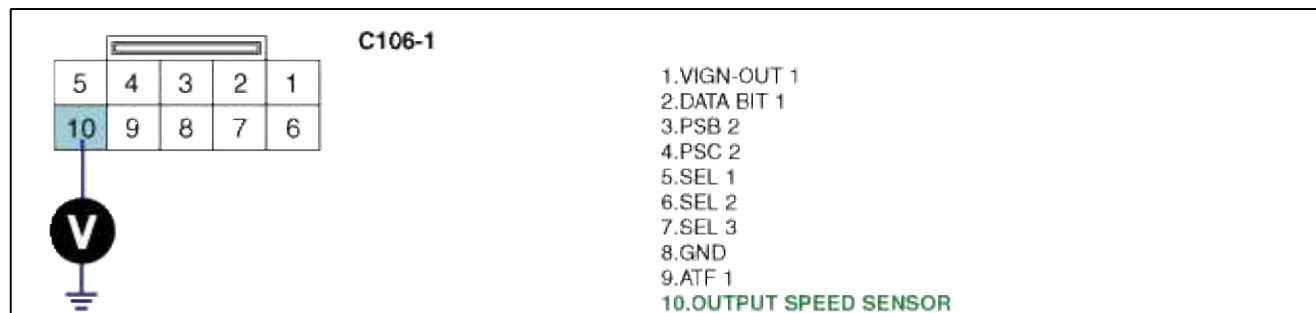 C106-1
5 4 3 2 1
10 9 8 7 6
V
1.VIGN-OUT 1
2.DATA BIT 1
3.PSB 2
4.PSC 2
5.SEL 1
6.SEL 2
7.SEL 3
8.GND
9.ATF 1
10.OUTPUT SPEED SENSOR